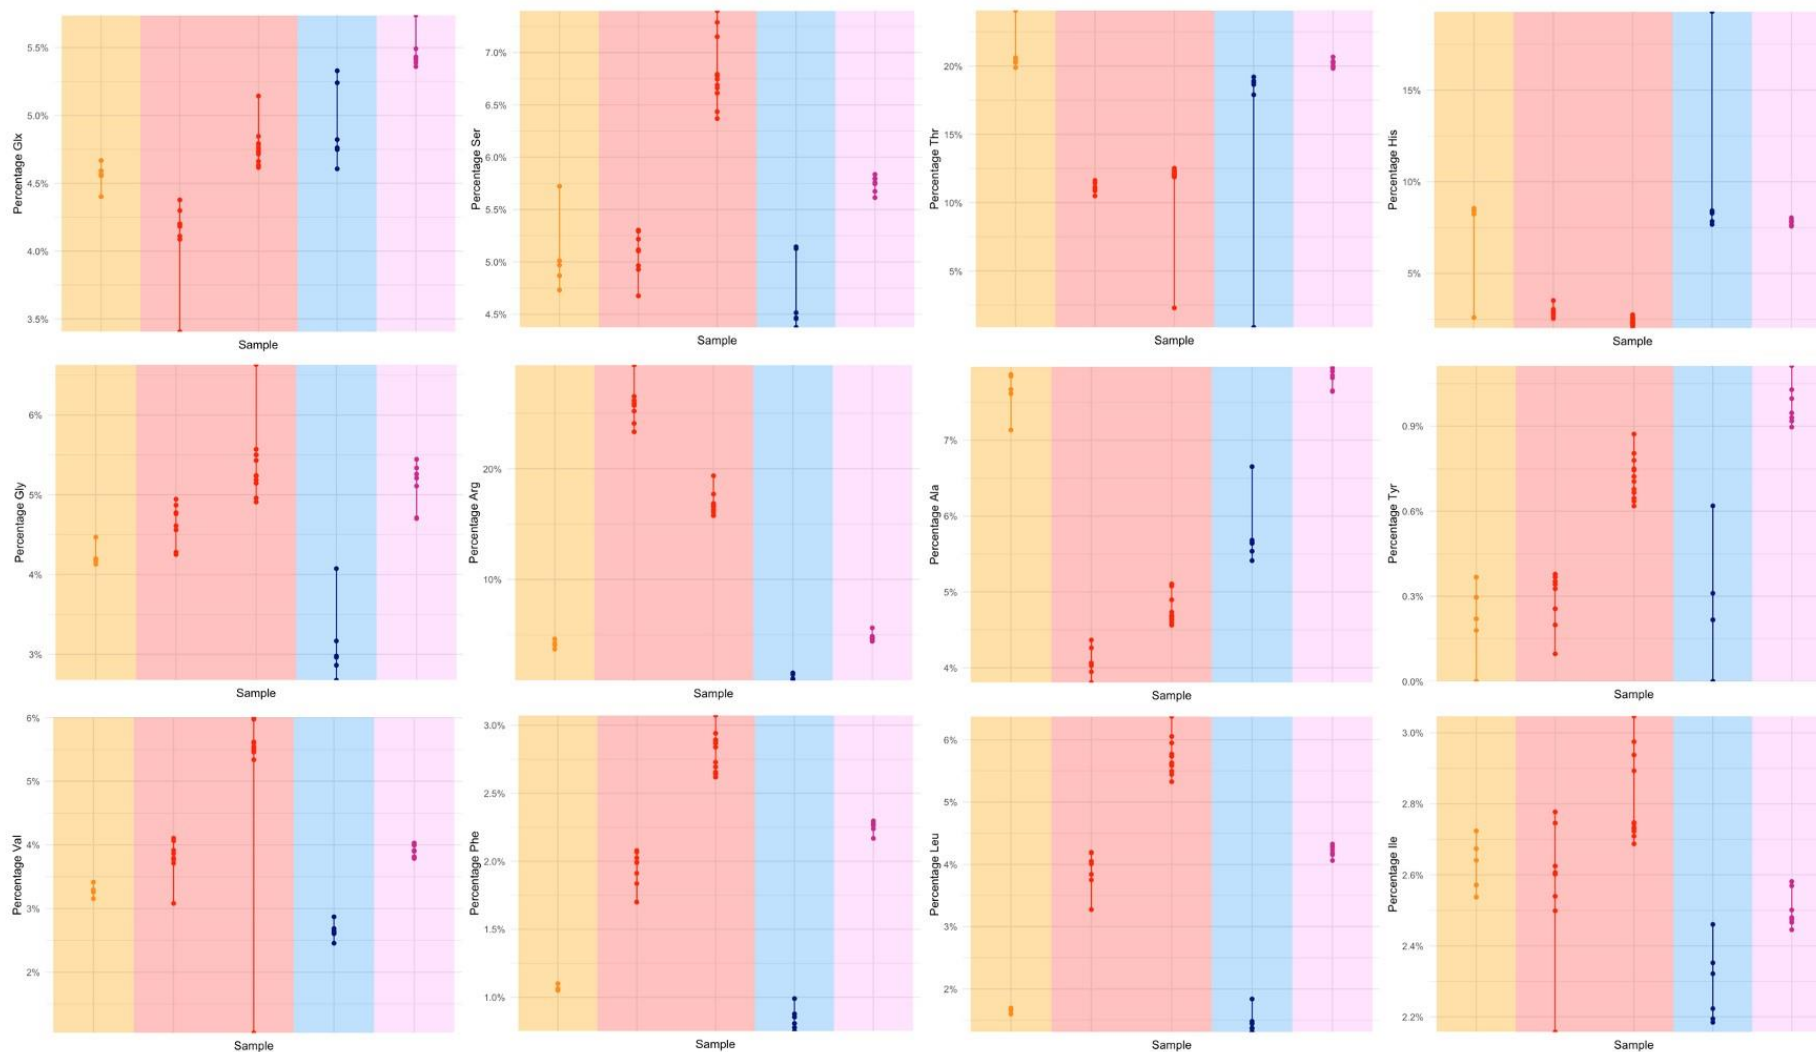 Percentage Glx
5.5%
5.0%
4.5%
4.0%
3.5%
Sample
Percentage Ser
7.0%
6.5%
6.0%
5.5%
5.0%
4.5%
Sample
Percentage Thr
20%
15%
10%
5%
Sample
Percentage His
15%
10%
5%
Sample
Percentage Gly
6%
5%
4%
3%
Sample
Percentage Arg
20%
10%
Sample
Percentage Ala
7%
6%
5%
4%
Sample
Percentage Tyr
0.9%
0.6%
0.3%
0.0%
Sample
Percentage Val
6%
5%
4%
3%
2%
Sample
Percentage Phe
3.0%
2.5%
2.0%
1.5%
1.0%
Sample
Percentage Leu
6%
5%
4%
3%
2%
Sample
Percentage Ile
3.0%
2.8%
2.6%
2.4%
2.2%
Sample